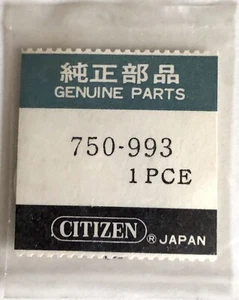 純正部品
GENUINE PARTS
750-993
1 PCE
CITIZEN ® JAPAN